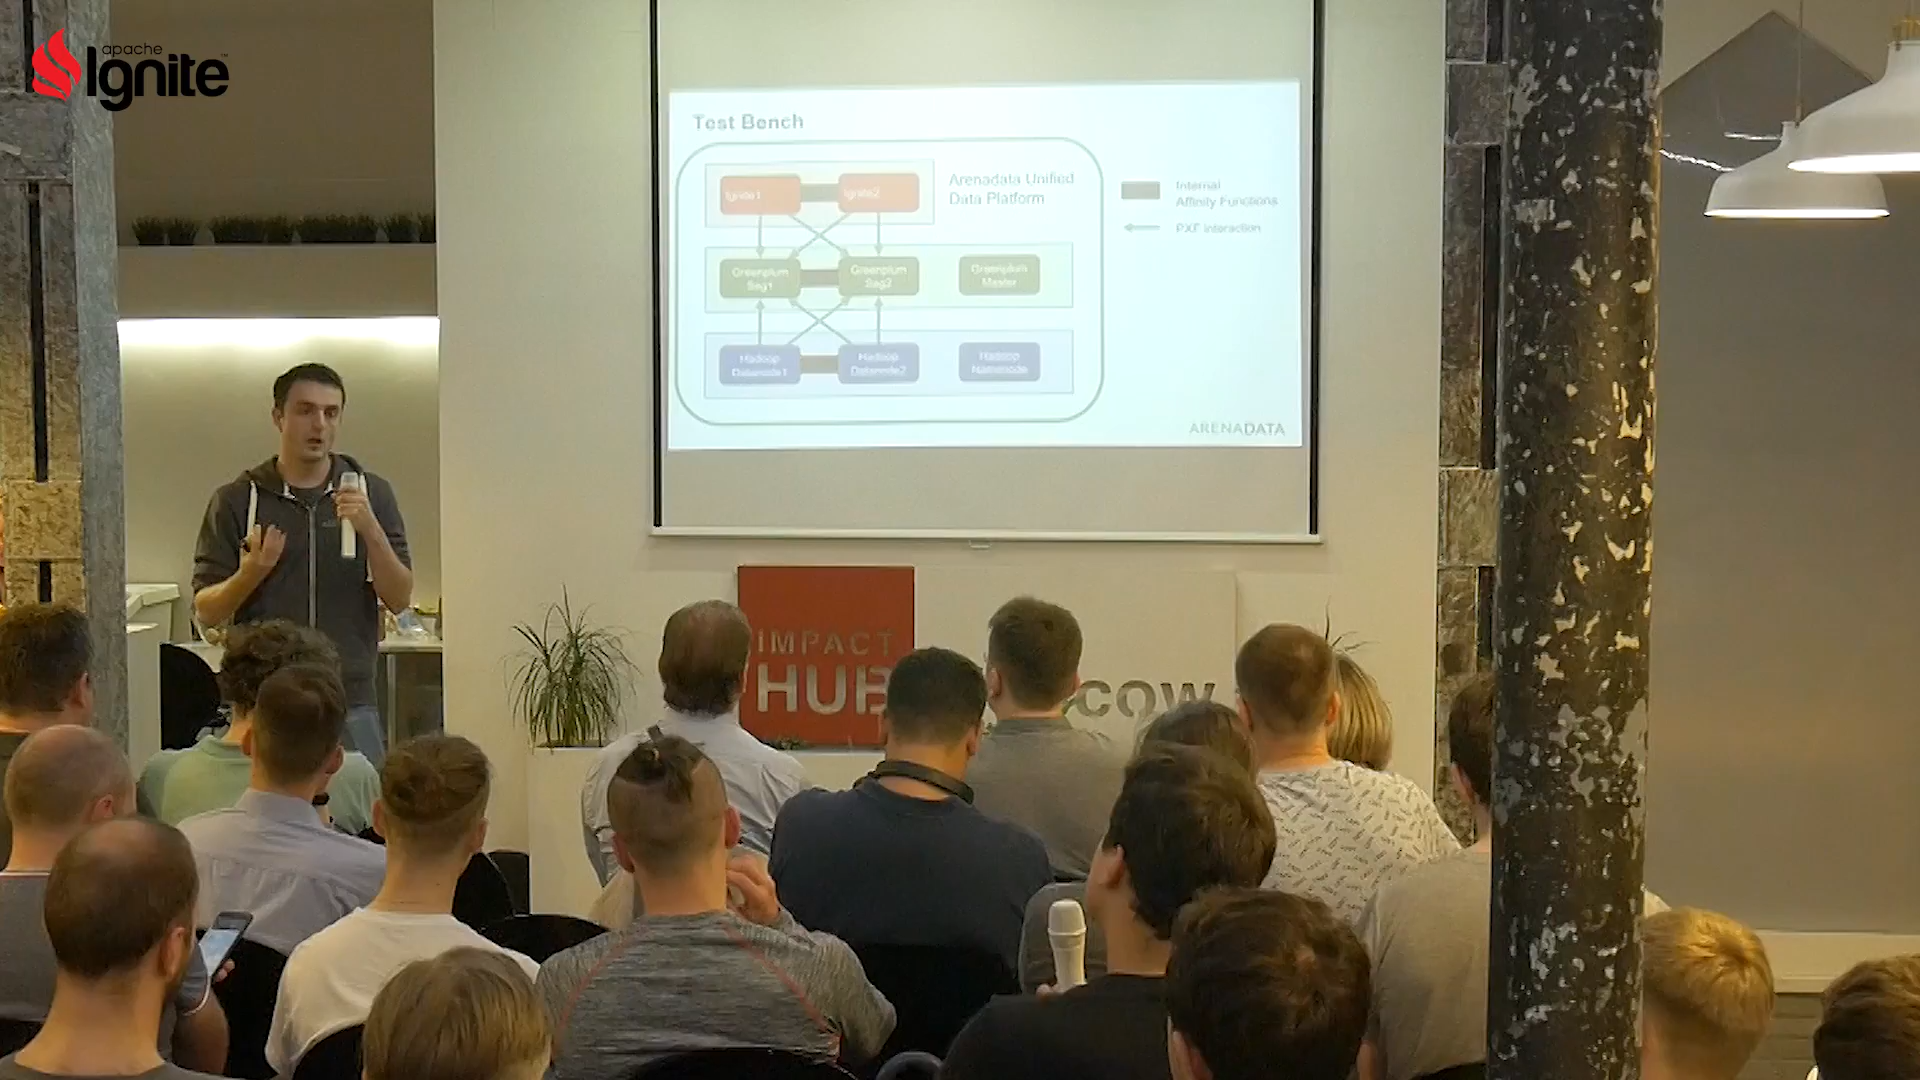 apache
Ignite
Test Bench
Ignite1
Ignite2
Arenadata Unified
Data Platform
Internal
Affinity Functions
PXF interaction
Greenplum
Seg1
Greenplum
Seg2
Greenplum
Master
Hadoop
Datanode1
Hadoop
Datanode2
Hadoop
Namenode
ARENADATA
IMPACT
HUB
COW